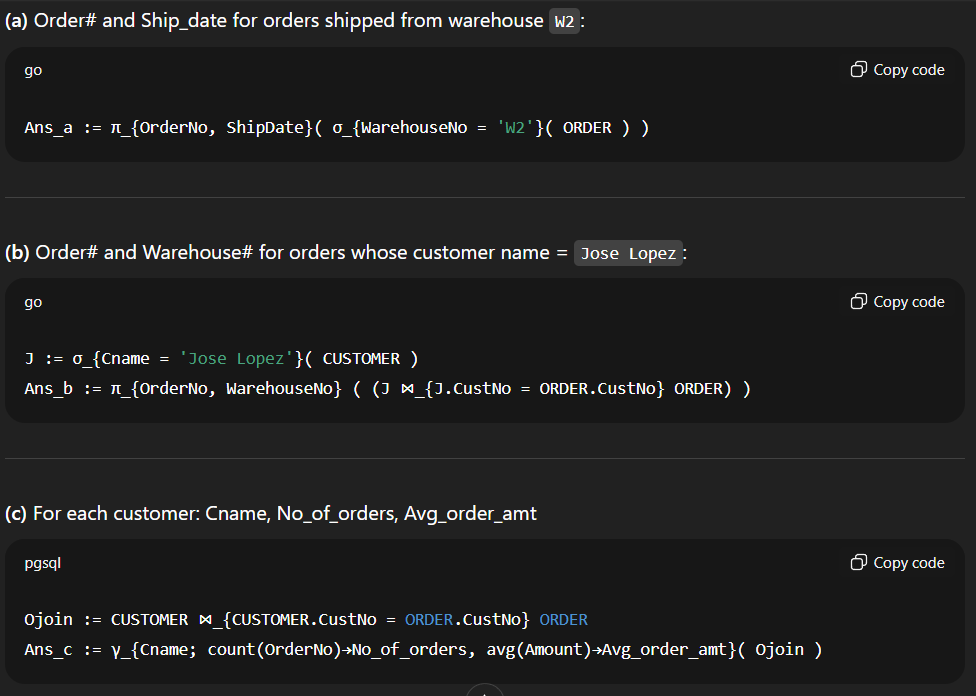 (a) Order# and Ship_date for orders shipped from warehouse W2:
go
Copy code
Ans_a := π_{OrderNo, ShipDate}( σ_{WarehouseNo = 'W2'}( ORDER ) )
(b) Order# and Warehouse# for orders whose customer name = Jose Lopez:
go
Copy code
J := σ_{Cname = 'Jose Lopez'}( CUSTOMER )
Ans_b := π_{OrderNo, WarehouseNo} ( (J ⋈_{J.CustNo = ORDER.CustNo} ORDER) )
(c) For each customer: Cname, No_of_orders, Avg_order_amt
pgsql
Copy code
Ojoin := CUSTOMER ⋈_{CUSTOMER.CustNo = ORDER.CustNo} ORDER
Ans_c := γ_{Cname; count(OrderNo)→No_of_orders, avg(Amount)→Avg_order_amt}( Ojoin )